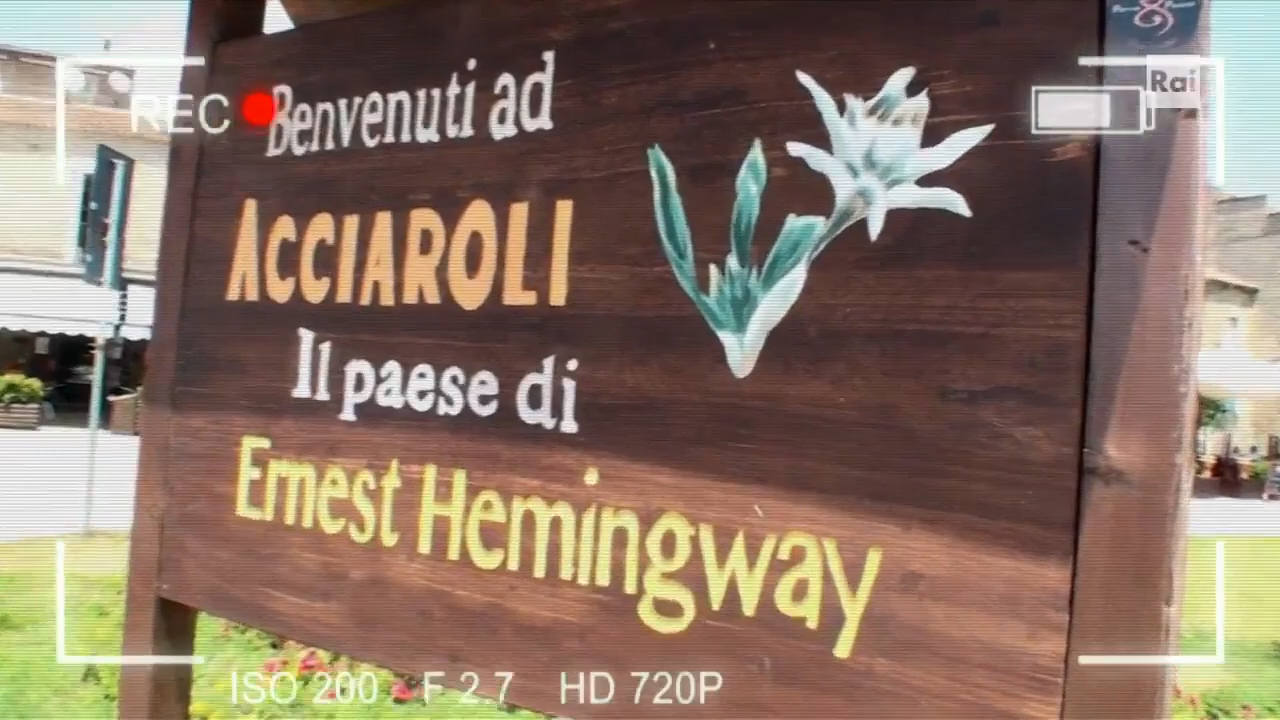 Benvenuti ad
ACCIAROLI
Il paese di
Ernest Hemingway
REC
Rai
ISO 200 F 2.7 HD 720P